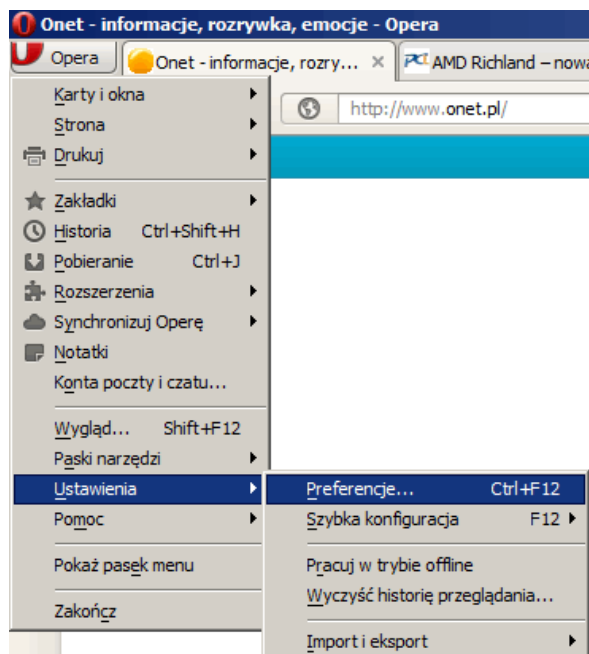 Onet - informacje, rozrywka, emocje - Opera
Opera
Onet - informacje, rozry...
AMD Richland – nowa
http://www.onet.pl/
Karty i okna
Strona
Drukuj
Zakładki
Historia Ctrl+Shift+H
Pobieranie Ctrl+J
Rozszerzenia
Synchronizuj Operę
Notatki
Konta poczty i czatu...
Wygląd... Shift+F12
Paski narzędzi
Ustawienia
Pomoc
Pokaż pasek menu
Zakończ
Preferencje... Ctrl+F12
Szybka konfiguracja F12
Pracuj w trybie offline
Wyczyść historię przeglądania...
Import i eksport